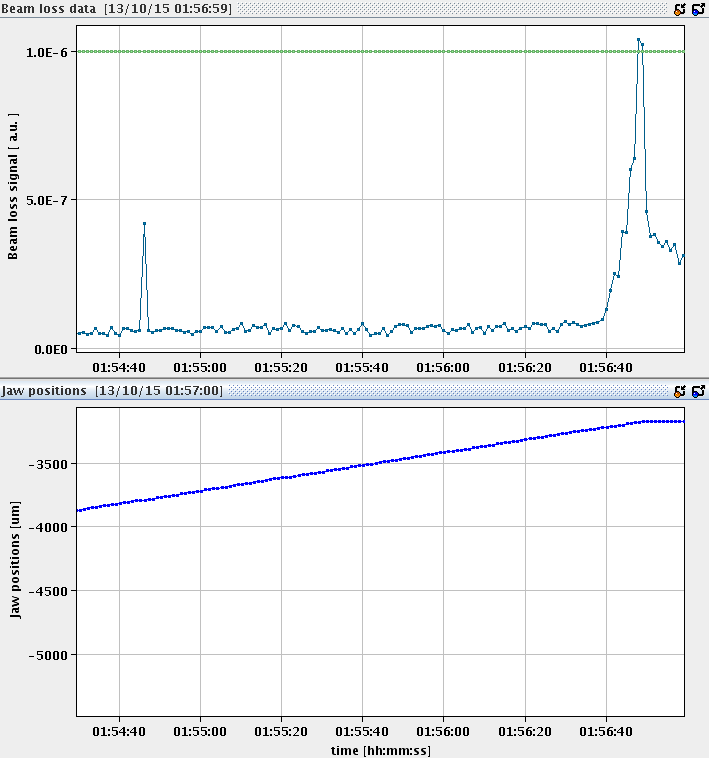 Beam loss data [13/10/15 01:56:59]
1.0E-6
5.0E-7
0.0E0
Beam loss signal [ a.u. ]
01:54:40 01:55:00 01:55:20 01:55:40 01:56:00 01:56:20 01:56:40
Jaw positions [13/10/15 01:57:00]
-3500
-4000
-4500
-5000
Jaw positions [um]
01:54:40 01:55:00 01:55:20 01:55:40 01:56:00 01:56:20 01:56:40
time [hh:mm:ss]